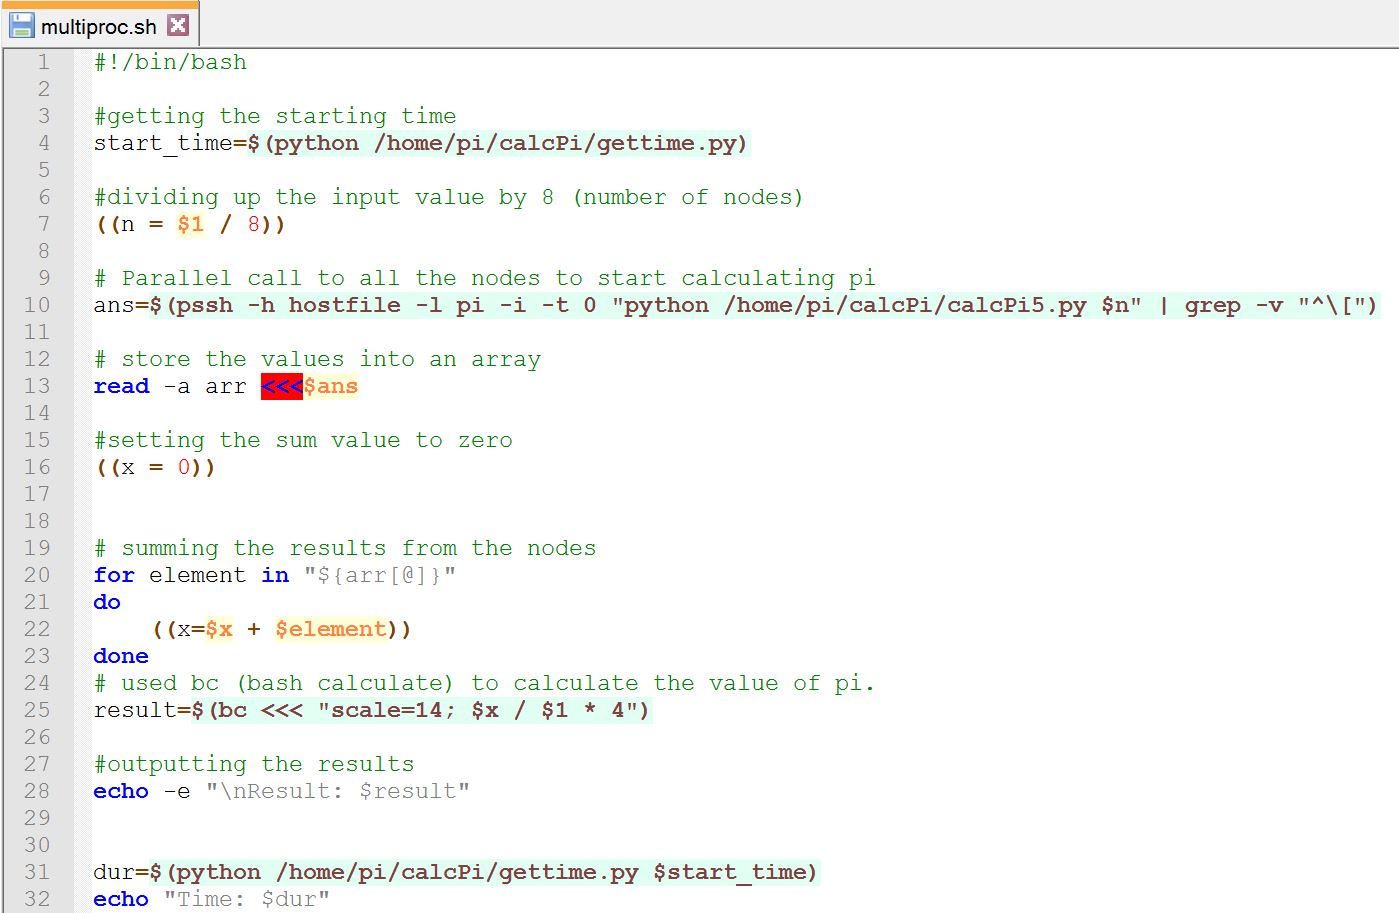 multiproc.sh
1 #!/bin/bash
2
3 #getting the starting time
4 start_time=$(python /home/pi/calcPi/gettime.py)
5
6 #dividing up the input value by 8 (number of nodes)
7 ((n = $1 / 8))
8
9 # Parallel call to all the nodes to start calculating pi
10 ans=$(pssh -h hostfile -l pi -i -t 0 "python /home/pi/calcPi/calcPi5.py $n" | grep -v "^\[")
11
12 # store the values into an array
13 read -a arr <<<$ans
14
15 #setting the sum value to zero
16 ((x = 0))
17
18
19 # summing the results from the nodes
20 for element in "${arr[@]}"
21 do
22     ((x=$x + $element))
23 done
24 # used bc (bash calculate) to calculate the value of pi.
25 result=$(bc <<< "scale=14; $x / $1 * 4")
26
27 #outputting the results
28 echo -e "\nResult: $result"
29
30
31 dur=$(python /home/pi/calcPi/gettime.py $start_time)
32 echo "Time: $dur"